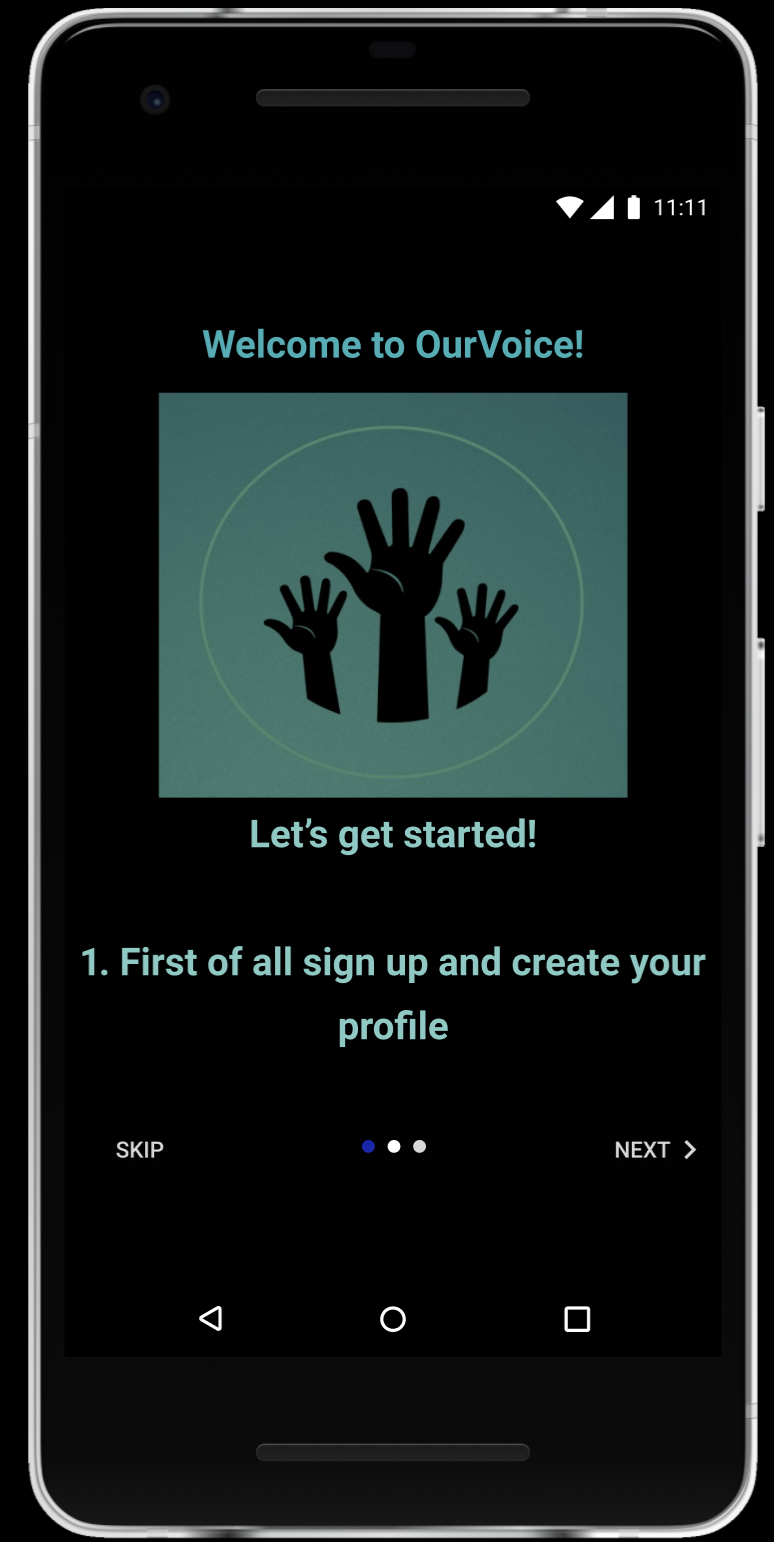 11:11
Welcome to OurVoice!
Let’s get started!
1. First of all sign up and create your
profile
SKIP
NEXT